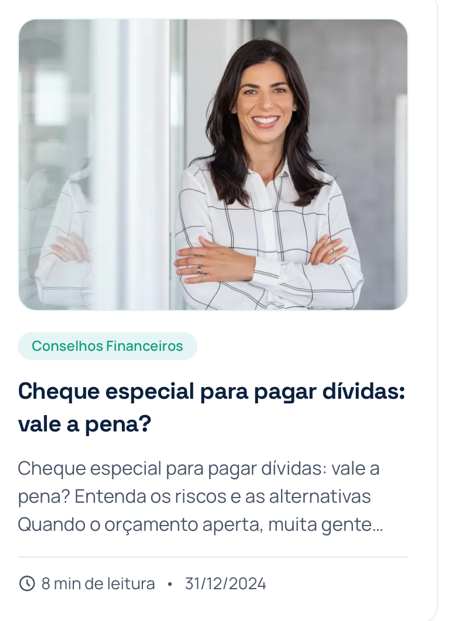 Conselhos Financeiros
Cheque especial para pagar dívidas:
vale a pena?
Cheque especial para pagar dívidas: vale a
pena? Entenda os riscos e as alternativas
Quando o orçamento aperta, muita gente...
8 min de leitura • 31/12/2024